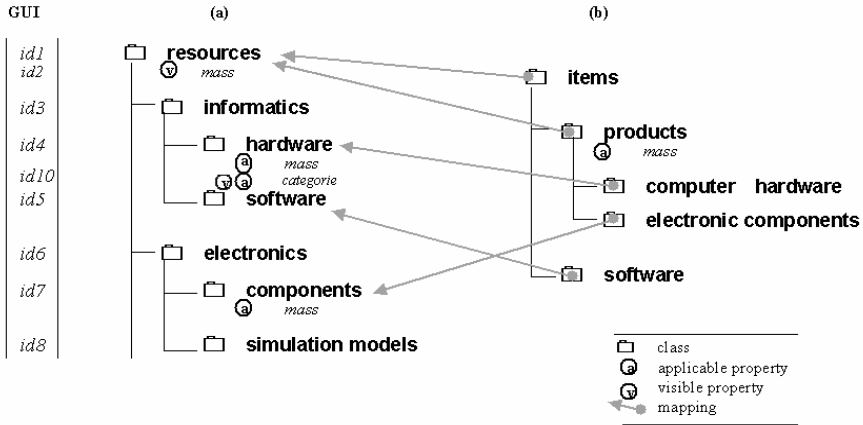 GUI (a) (b)
id1 resources
id2 v mass
items
id3 informatics
products
a mass
id4 hardware
a mass
id10 v a categorie
computer hardware
id5 software
electronic components
id6 electronics
software
id7 components
a mass
id8 simulation models
class
a applicable property
v visible property
mapping